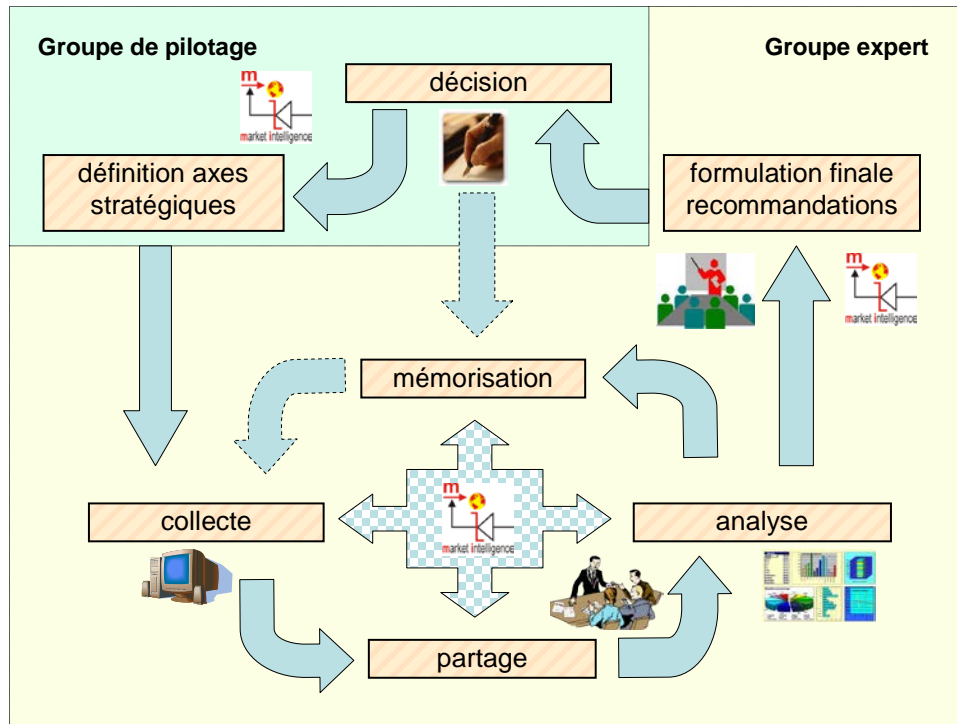 Groupe de pilotage
Groupe expert
décision
m
market intelligence
définition axes
stratégiques
formulation finale
recommandations
m
market intelligence
mémorisation
collecte
m
market intelligence
analyse
partage